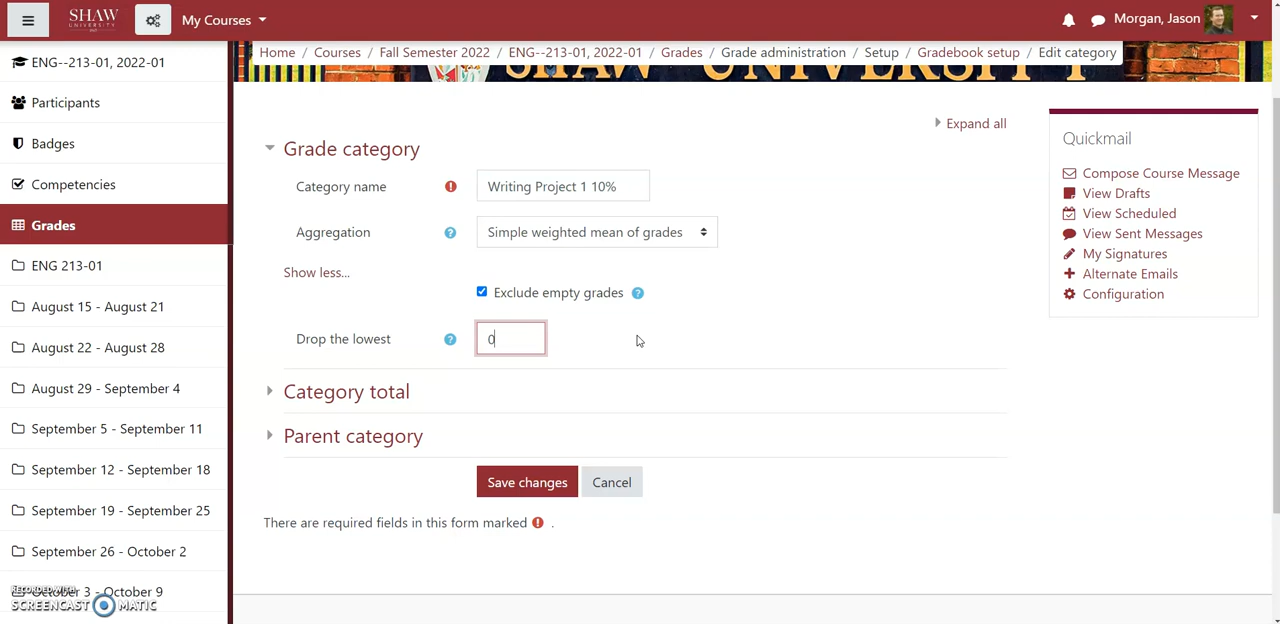 SHAW
UNIVERSITY
My Courses
Morgan, Jason
Home / Courses / Fall Semester 2022 / ENG--213-01, 2022-01 / Grades / Grade administration / Setup / Gradebook setup / Edit category
SHAW UNIVERSITY
ENG--213-01, 2022-01
Participants
Badges
Competencies
Grades
ENG 213-01
August 15 - August 21
August 22 - August 28
August 29 - September 4
September 5 - September 11
September 12 - September 18
September 19 - September 25
September 26 - October 2
October 3 - October 9
RECORDED WITH
SCREENCAST MATIC
Expand all
Grade category
Category name
Writing Project 1 10%
Aggregation
Simple weighted mean of grades
Show less...
Exclude empty grades
Drop the lowest
0
Category total
Parent category
Save changes
Cancel
There are required fields in this form marked .
Quickmail
Compose Course Message
View Drafts
View Scheduled
View Sent Messages
My Signatures
Alternate Emails
Configuration